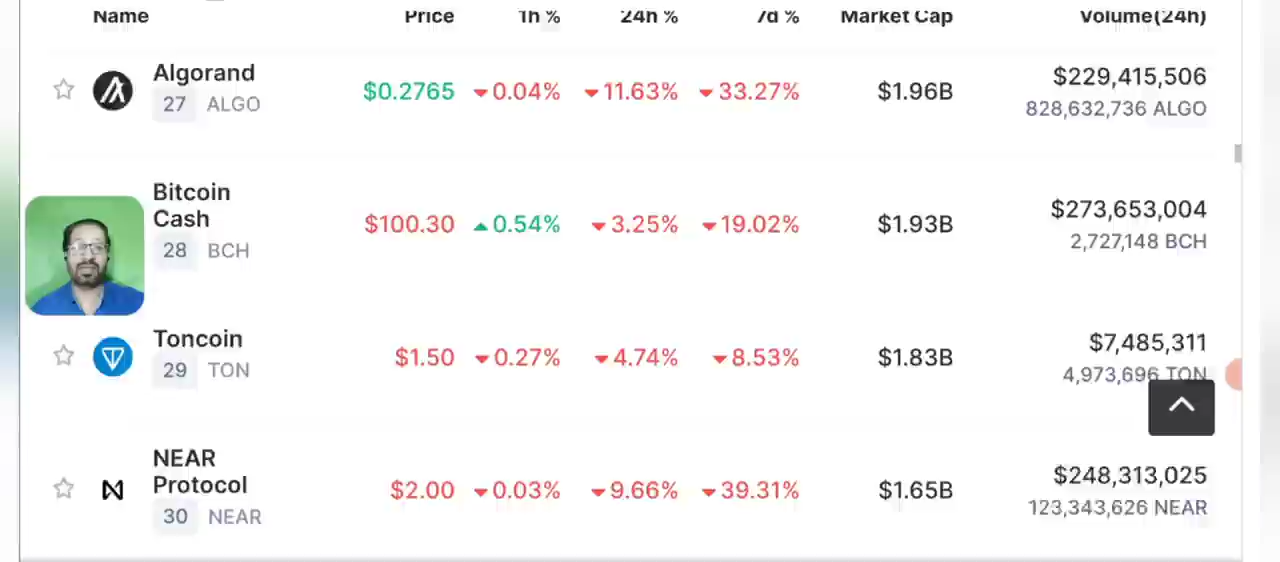 Name Price 1h % 24h % 7d % Market Cap Volume(24h)
Algorand $0.2765 0.04% 11.63% 33.27% $1.96B $229,415,506
27 ALGO 828,632,736 ALGO
Bitcoin
Cash $100.30 0.54% 3.25% 19.02% $1.93B $273,653,004
28 BCH 2,727,148 BCH
Toncoin $1.50 0.27% 4.74% 8.53% $1.83B $7,485,311
29 TON 4,973,696 TON
NEAR
Protocol $2.00 0.03% 9.66% 39.31% $1.65B $248,313,025
30 NEAR 123,343,626 NEAR